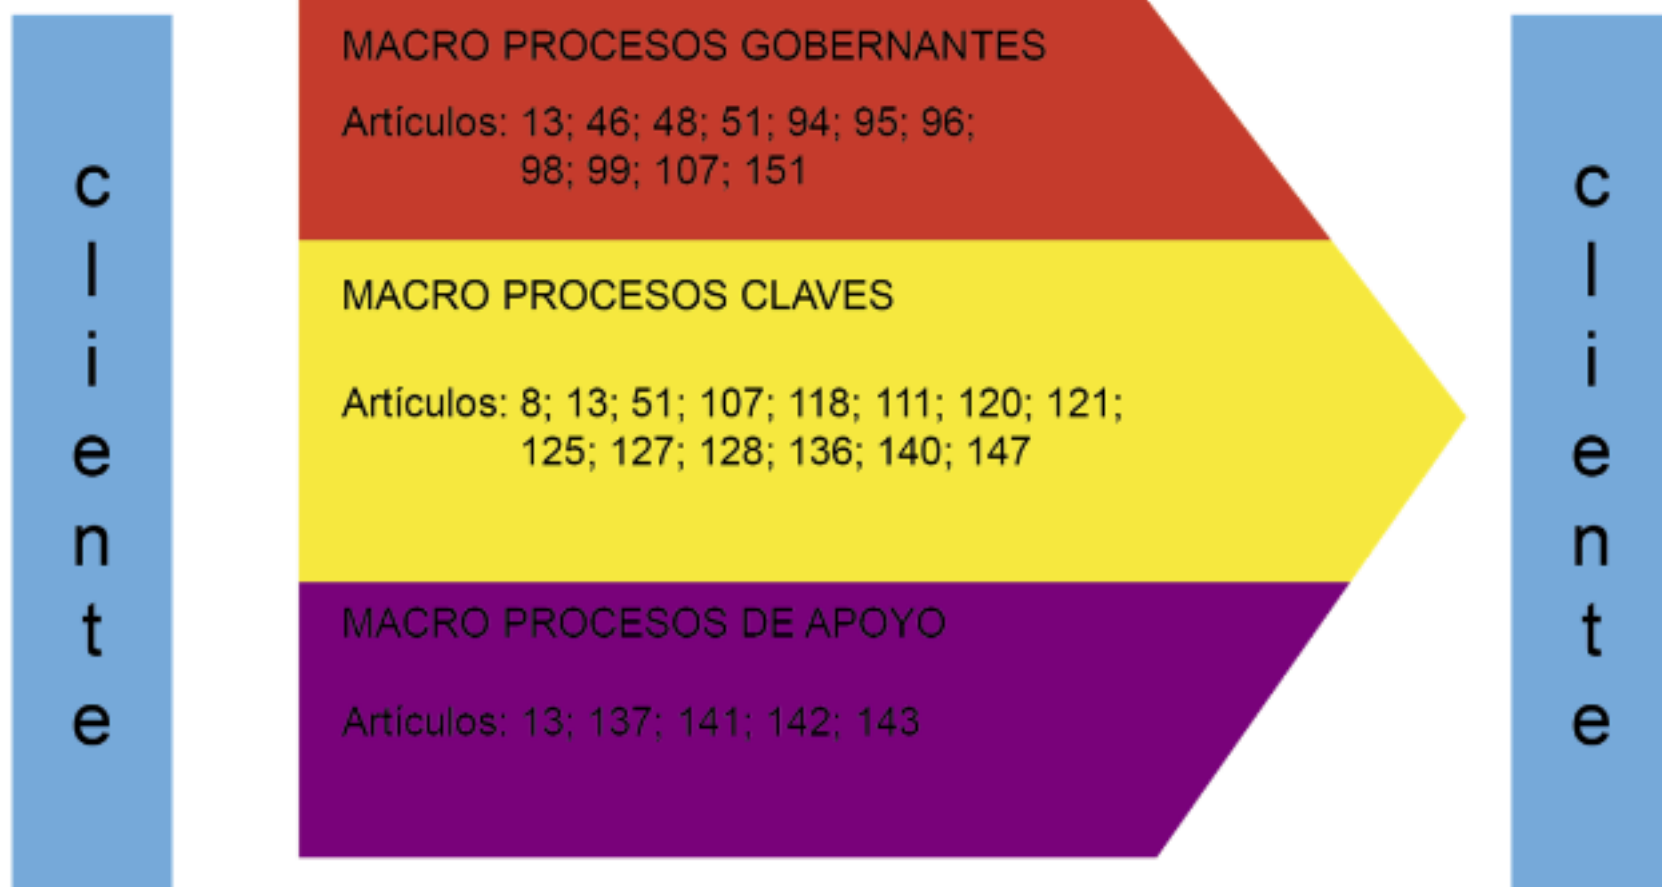 cliente
MACRO PROCESOS GOBERNANTES
Artículos: 13; 46; 48; 51; 94; 95; 96;
98; 99; 107; 151
MACRO PROCESOS CLAVES
Artículos: 8; 13; 51; 107; 118; 111; 120; 121;
125; 127; 128; 136; 140; 147
MACRO PROCESOS DE APOYO
Artículos: 13; 137; 141; 142; 143
cliente